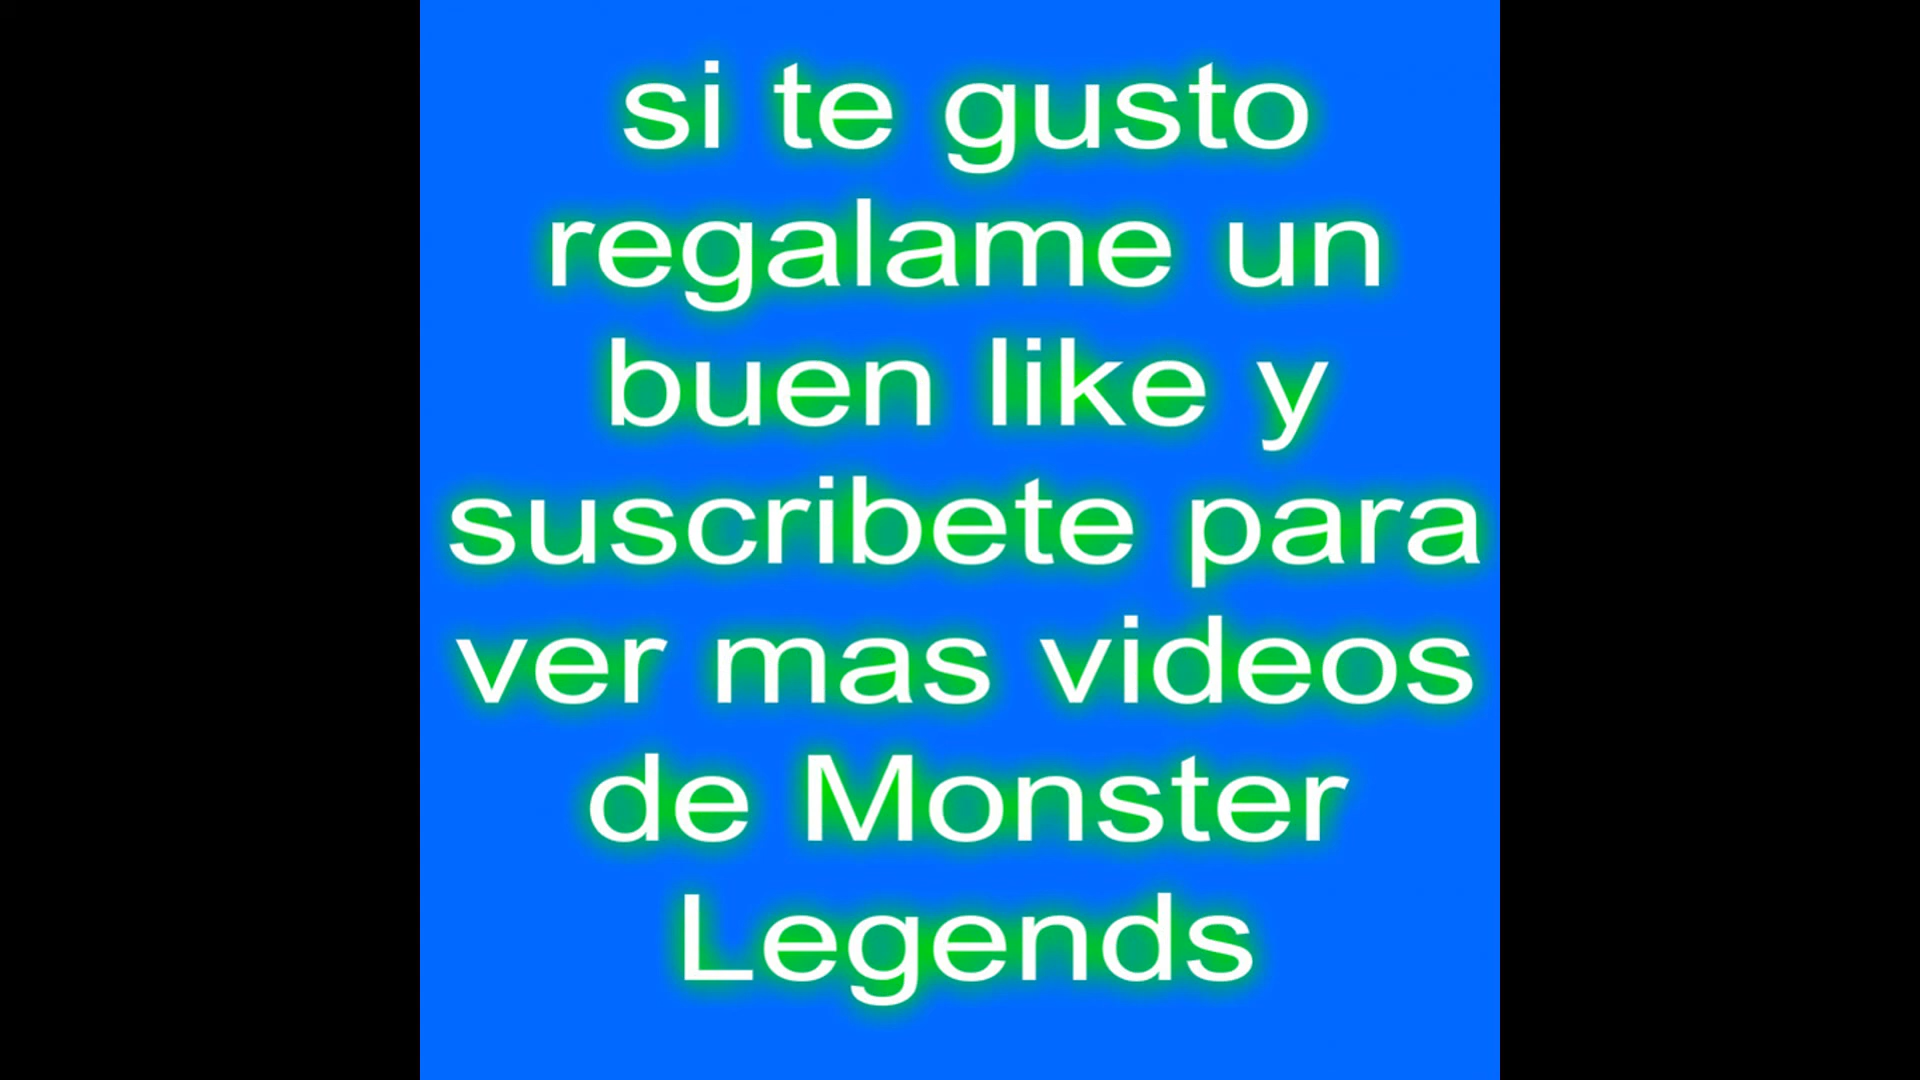 si te gusto
regalame un
buen like y
suscribete para
ver mas videos
de Monster
Legends